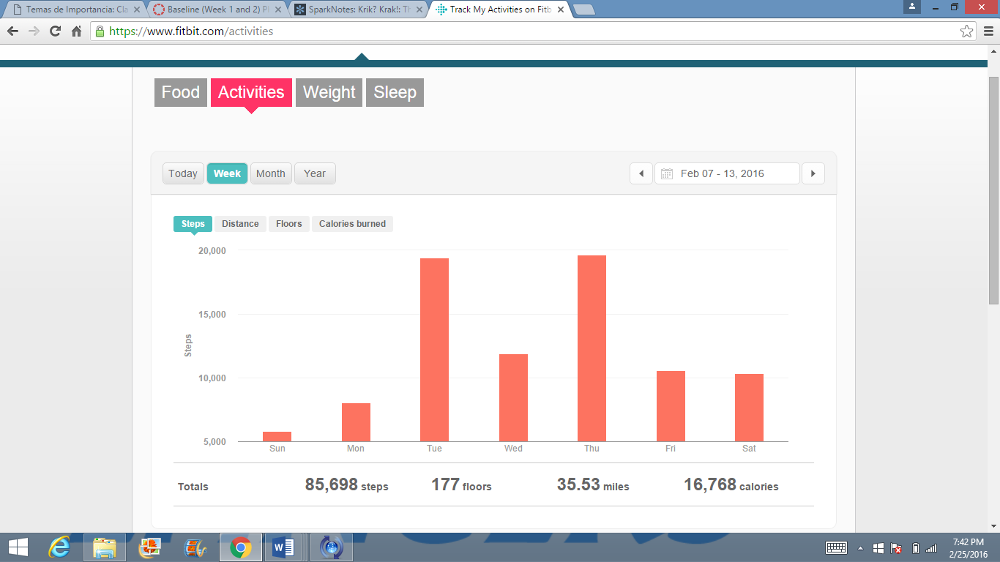 Temas de Importancia: Cla
Baseline (Week 1 and 2) Pl
SparkNotes: Krik? Krak!: Th
Track My Activities on Fitb
https://www.fitbit.com/activities
Food Activities Weight Sleep
Today Week Month Year Feb 07 - 13, 2016
Steps Distance Floors Calories burned
20,000
15,000
Steps
10,000
5,000
Sun Mon Tue Wed Thu Fri Sat
Totals 85,698 steps 177 floors 35.53 miles 16,768 calories
7:42 PM
2/25/2016